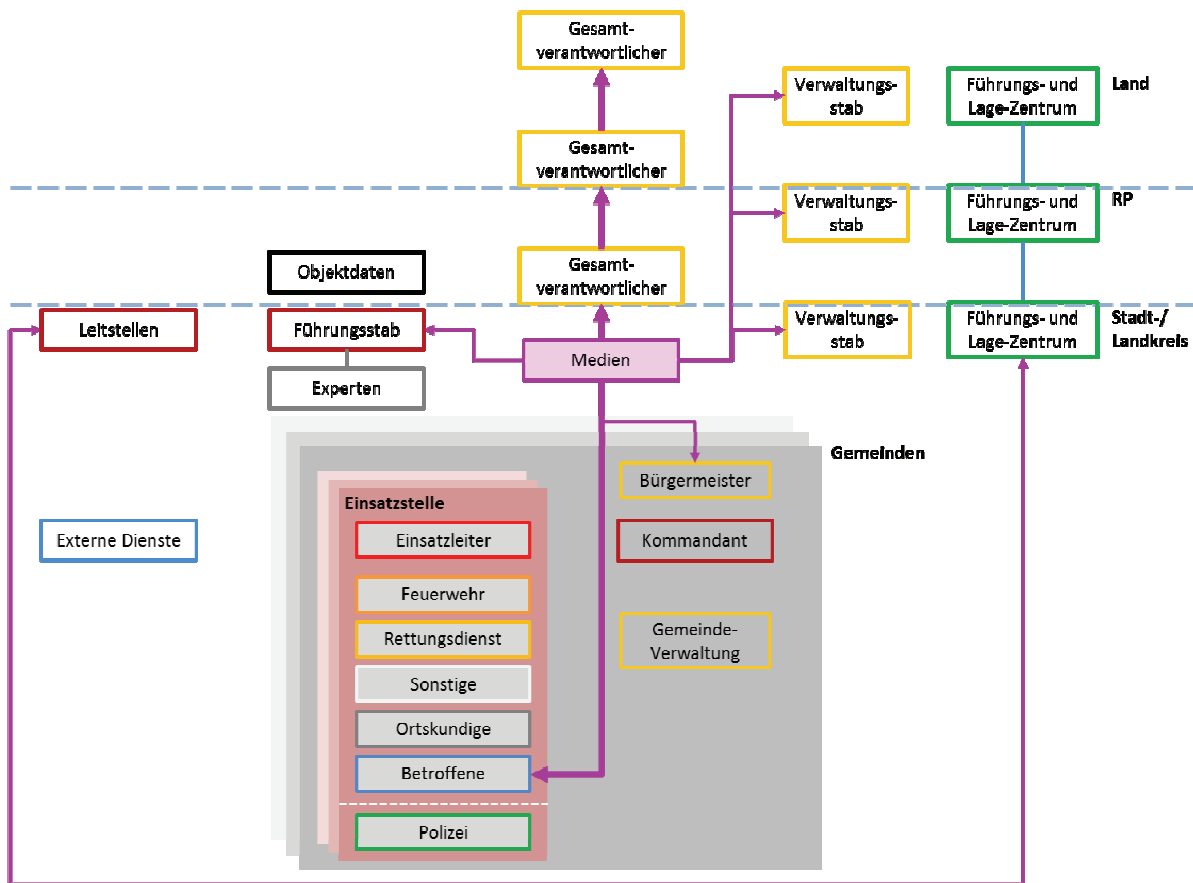 Gesamt-
verantwortlicher
Verwaltungs-
stab
Führungs- und
Lage-Zentrum
Land
Gesamt-
verantwortlicher
Verwaltungs-
stab
Führungs- und
Lage-Zentrum
RP
Objektdaten
Gesamt-
verantwortlicher
Leitstellen
Führungsstab
Verwaltungs-
stab
Führungs- und
Lage-Zentrum
Stadt-/
Landkreis
Medien
Experten
Gemeinden
Bürgermeister
Einsatzstelle
Externe Dienste
Einsatzleiter
Kommandant
Feuerwehr
Rettungsdienst
Gemeinde-
Verwaltung
Sonstige
Ortskundige
Betroffene
Polizei